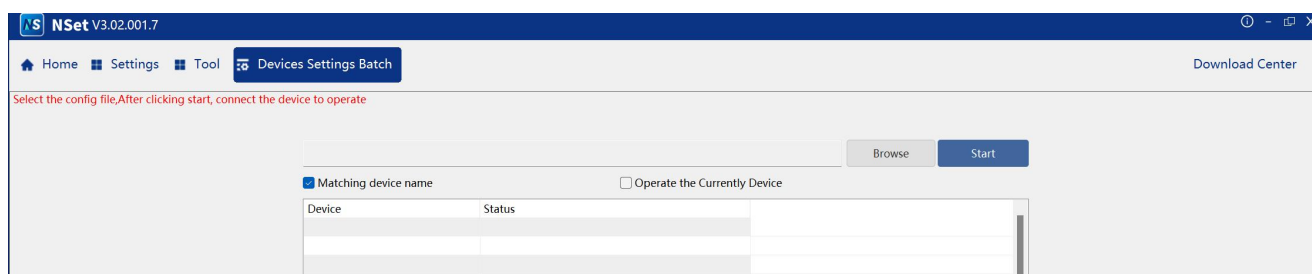 NS NSet V3.02.001.7
Home Settings Tool Devices Settings Batch Download Center
Select the config file,After clicking start, connect the device to operate
Browse Start
Matching device name Operate the Currently Device
Device Status